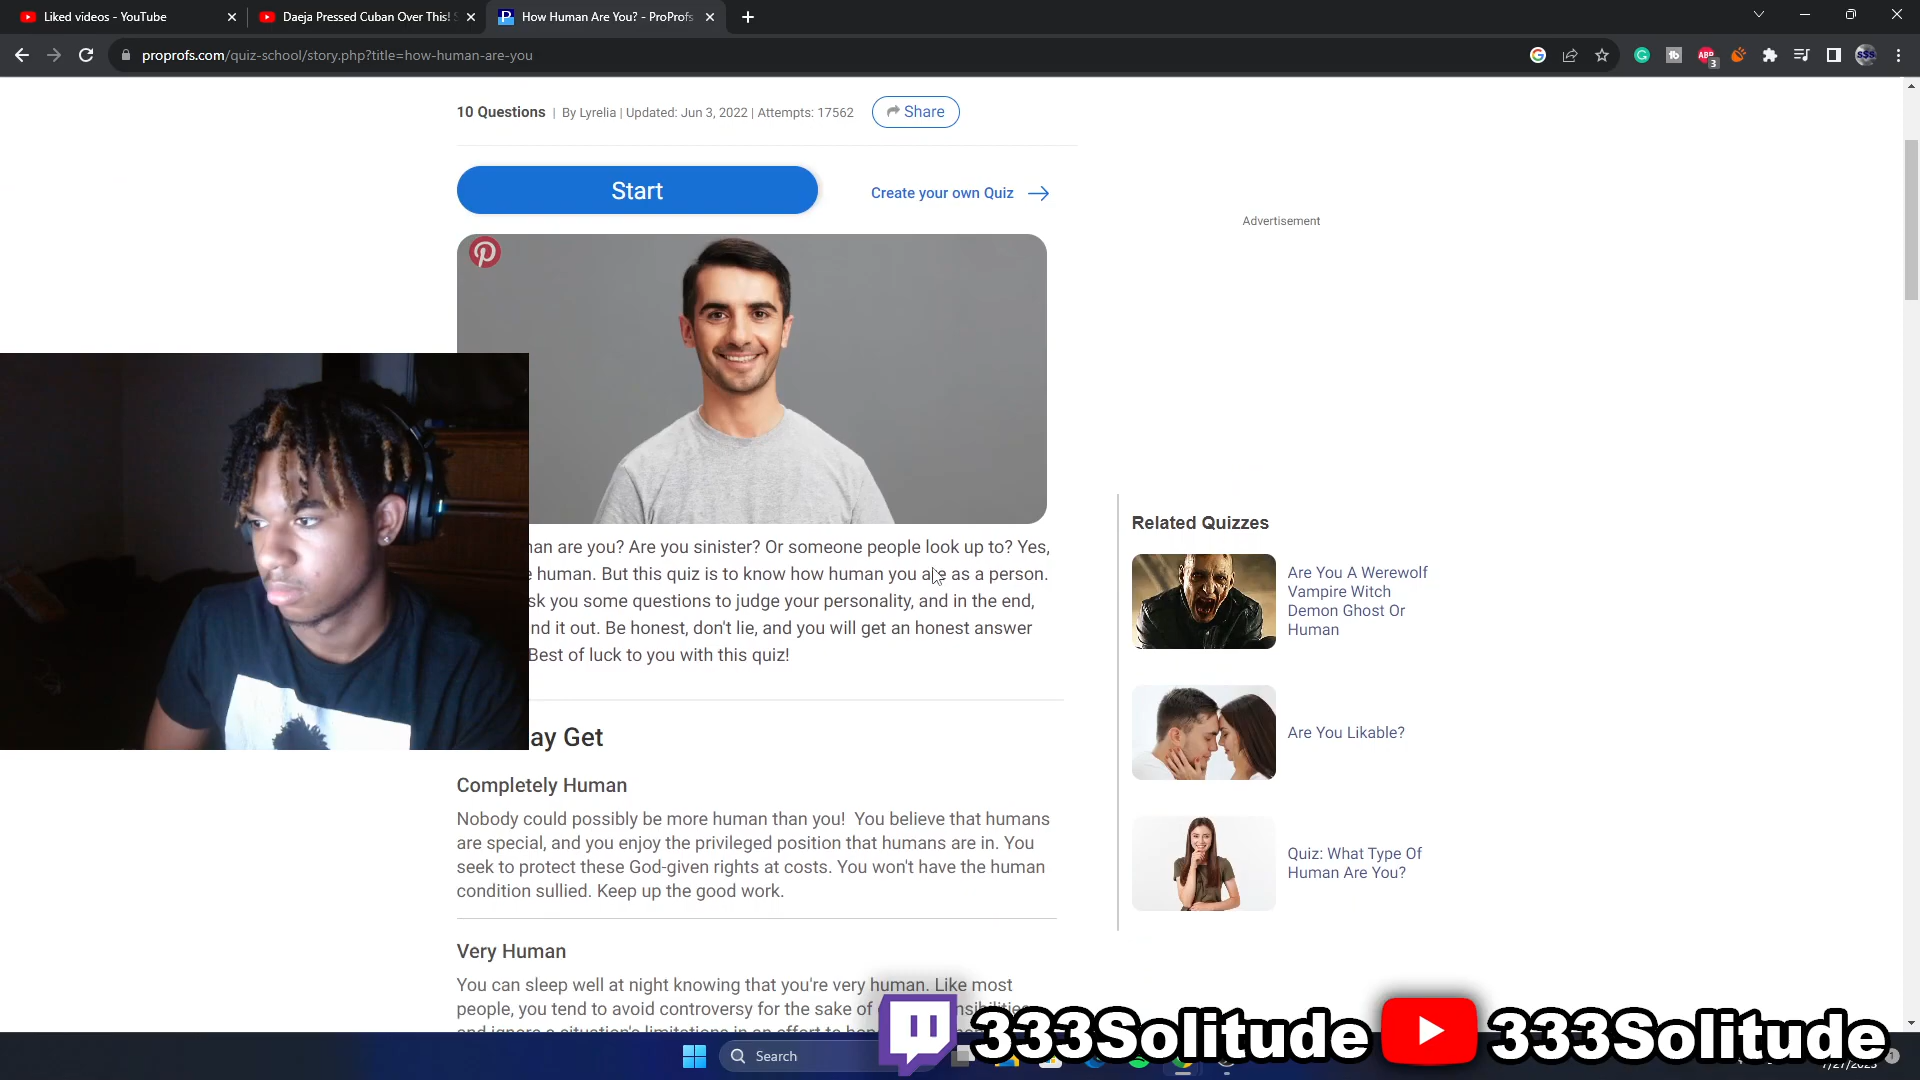 Liked videos - YouTube
Daeja Pressed Cuban Over This!
How Human Are You? - ProProfs
proprofs.com/quiz-school/story.php?title=how-human-are-you
10 Questions | By Lyrelia | Updated: Jun 3, 2022 | Attempts: 17562
Share
Start
Create your own Quiz
Advertisement
an are you? Are you sinister? Or someone people look up to? Yes,
human. But this quiz is to know how human you are as a person.
sk you some questions to judge your personality, and in the end,
nd it out. Be honest, don't lie, and you will get an honest answer
Best of luck to you with this quiz!
ay Get
Completely Human
Nobody could possibly be more human than you! You believe that humans
are special, and you enjoy the privileged position that humans are in. You
seek to protect these God-given rights at costs. You won't have the human
condition sullied. Keep up the good work.
Very Human
You can sleep well at night knowing that you're very human. Like most
people, you tend to avoid controversy for the sake of
Related Quizzes
Are You A Werewolf
Vampire Witch
Demon Ghost Or
Human
Are You Likable?
Quiz: What Type Of
Human Are You?
Search
333Solitude
333Solitude